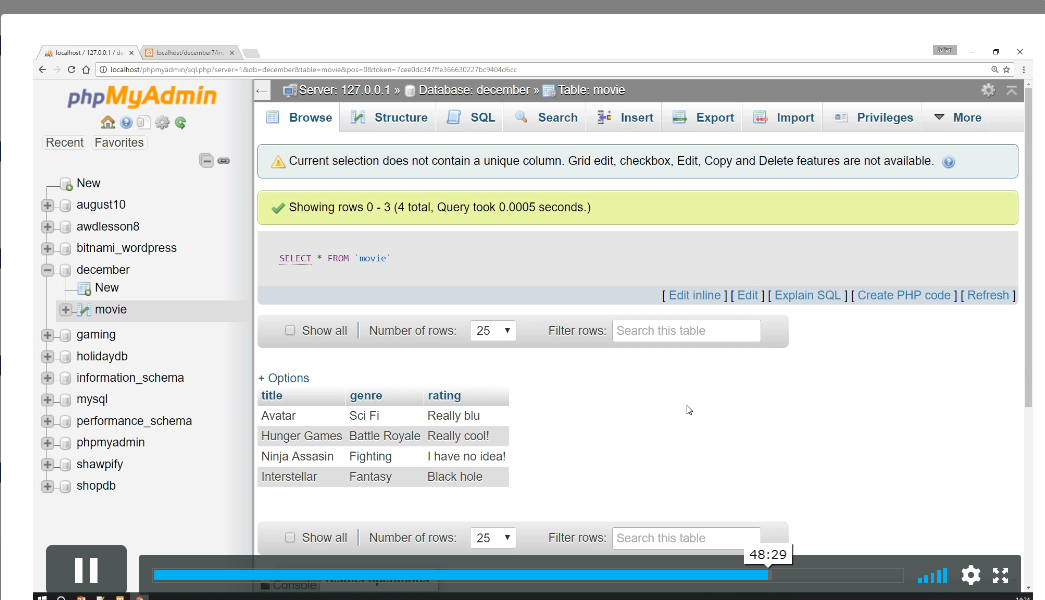 localhost / 127.0.0.1 / de
localhost/december7/in
localhost/phpmyadmin/sql.php?server=1&db=december&table=movie&pos=0&token=7cee0dc347ffe366630227bc9404d6cc
phpMyAdmin
Recent Favorites
New
august10
awdlesson8
bitnami_wordpress
december
New
movie
gaming
holidaydb
information_schema
mysql
performance_schema
phpmyadmin
shawpify
shopdb
Server: 127.0.0.1 » Database: december » Table: movie
Browse Structure SQL Search Insert Export Import Privileges More
Current selection does not contain a unique column. Grid edit, checkbox, Edit, Copy and Delete features are not available.
Showing rows 0 - 3 (4 total, Query took 0.0005 seconds.)
SELECT * FROM `movie`
[ Edit inline ] [ Edit ] [ Explain SQL ] [ Create PHP code ] [ Refresh ]
Show all Number of rows: 25 Filter rows: Search this table
+ Options
title genre rating
Avatar Sci Fi Really blu
Hunger Games Battle Royale Really cool!
Ninja Assasin Fighting I have no idea!
Interstellar Fantasy Black hole
Show all Number of rows: 25 Filter rows: Search this table
48:29
Console